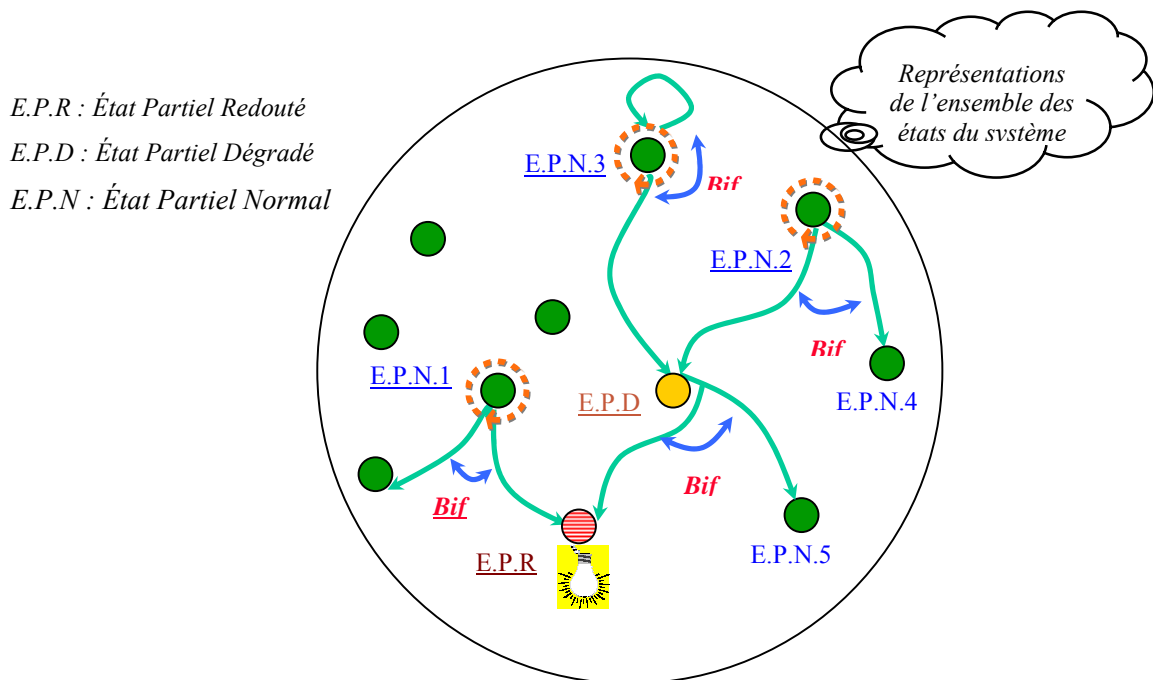 E.P.R : État Partiel Redouté
E.P.D : État Partiel Dégradé
E.P.N : État Partiel Normal
Représentations
de l'ensemble des
états du système
E.P.N.3
Bif
E.P.N.2
Bif
E.P.N.1
E.P.D
E.P.N.4
Bif
Bif
E.P.R
E.P.N.5